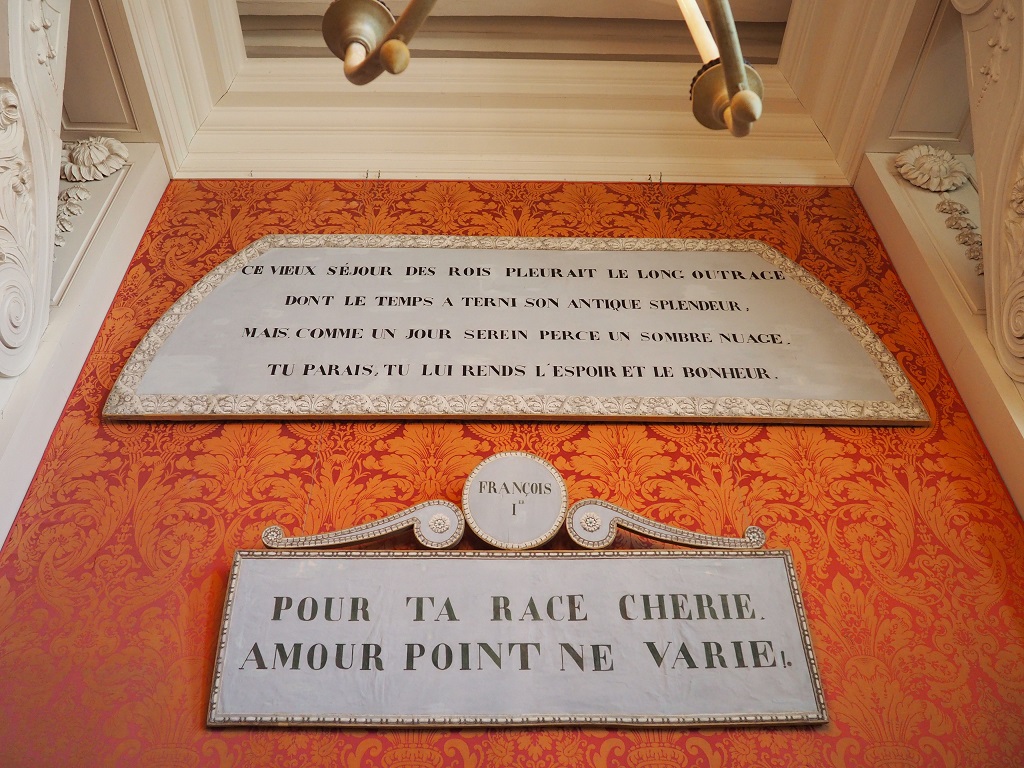 CE VIEUX SÉJOUR DES ROIS PLEURAIT LE LONG OUTRAGE
DONT LE TEMPS A TERNI SON ANTIQUE SPLENDEUR,
MAIS, COMME UN JOUR SEREIN PERCE UN SOMBRE NUAGE.
TU PARAIS, TU LUI RENDS L'ESPOIR ET LE BONHEUR.
FRANÇOIS
I ER
POUR TA RACE CHERIE.
AMOUR POINT NE VARIE!.